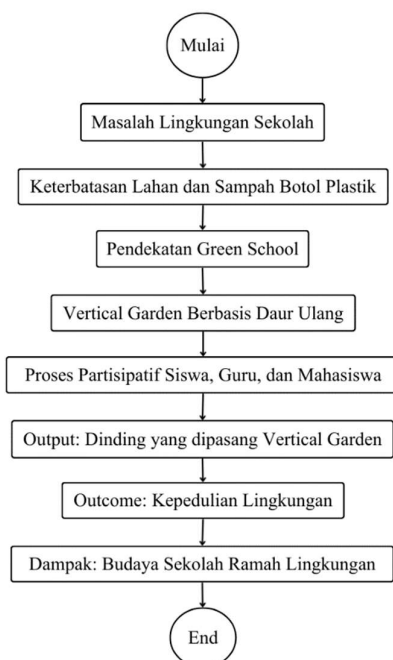 Mulai
Masalah Lingkungan Sekolah
Keterbatasan Lahan dan Sampah Botol Plastik
Pendekatan Green School
Vertical Garden Berbasis Daur Ulang
Proses Partisipatif Siswa, Guru, dan Mahasiswa
Output: Dinding yang dipasang Vertical Garden
Outcome: Kepedulian Lingkungan
Dampak: Budaya Sekolah Ramah Lingkungan
End